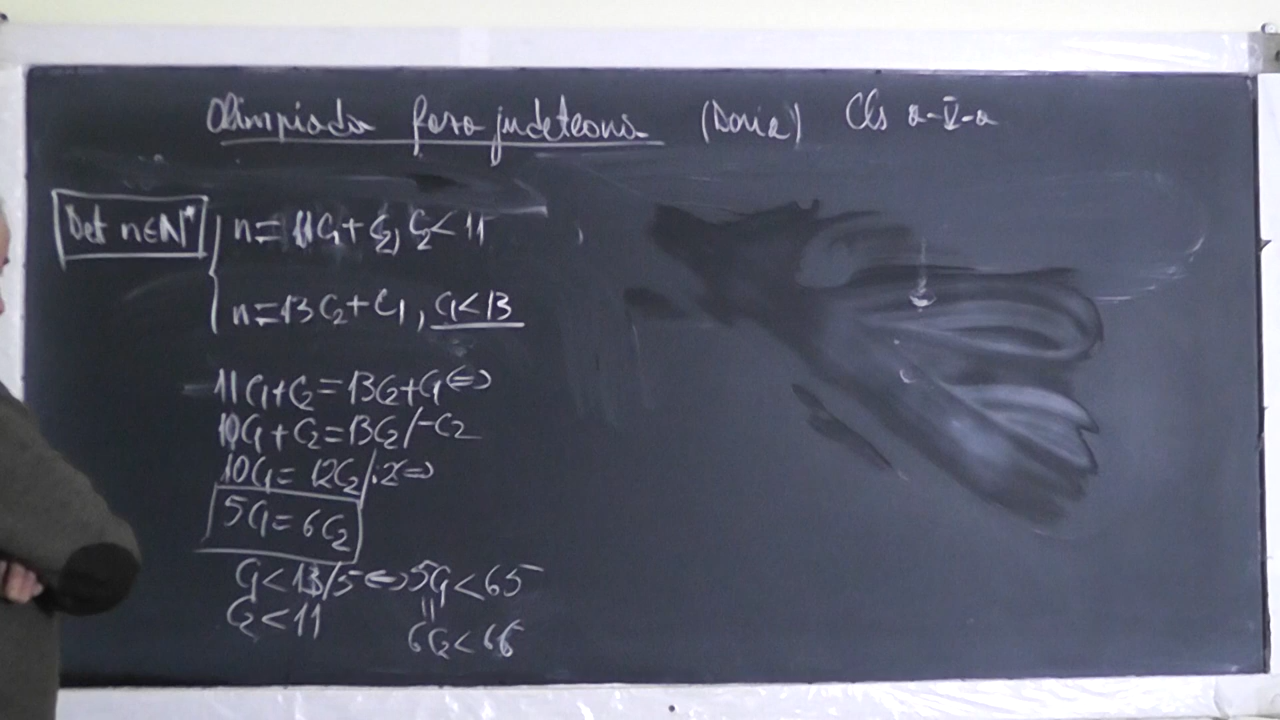 Olimpiada faza judeteana (Doria) Cls a-V-a
Det n∈N* { n = 11C₁ + C₂, C₂ < 11
n = 13C₂ + C₁, C₁ < 13
11C₁ + C₂ = 13C₂ + C₁ ⇔
10C₁ + C₂ = 13C₂ / -C₂
10C₁ = 12C₂ / :2 ⇔
5C₁ = 6C₂
C₁ < 13 / 5 ⇔ 5C₁ < 65
C₂ < 11 =
6C₂ < 66